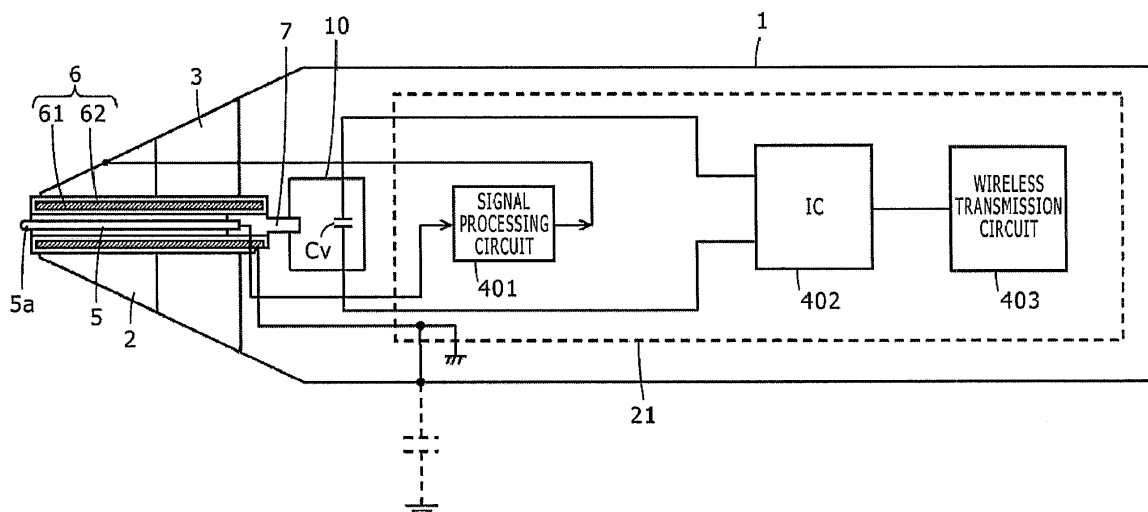 1
10
7
6
3
61 62
SIGNAL
PROCESSING
CIRCUIT
IC
WIRELESS
TRANSMISSION
CIRCUIT
Cv
5a
5
2
401
402
403
21